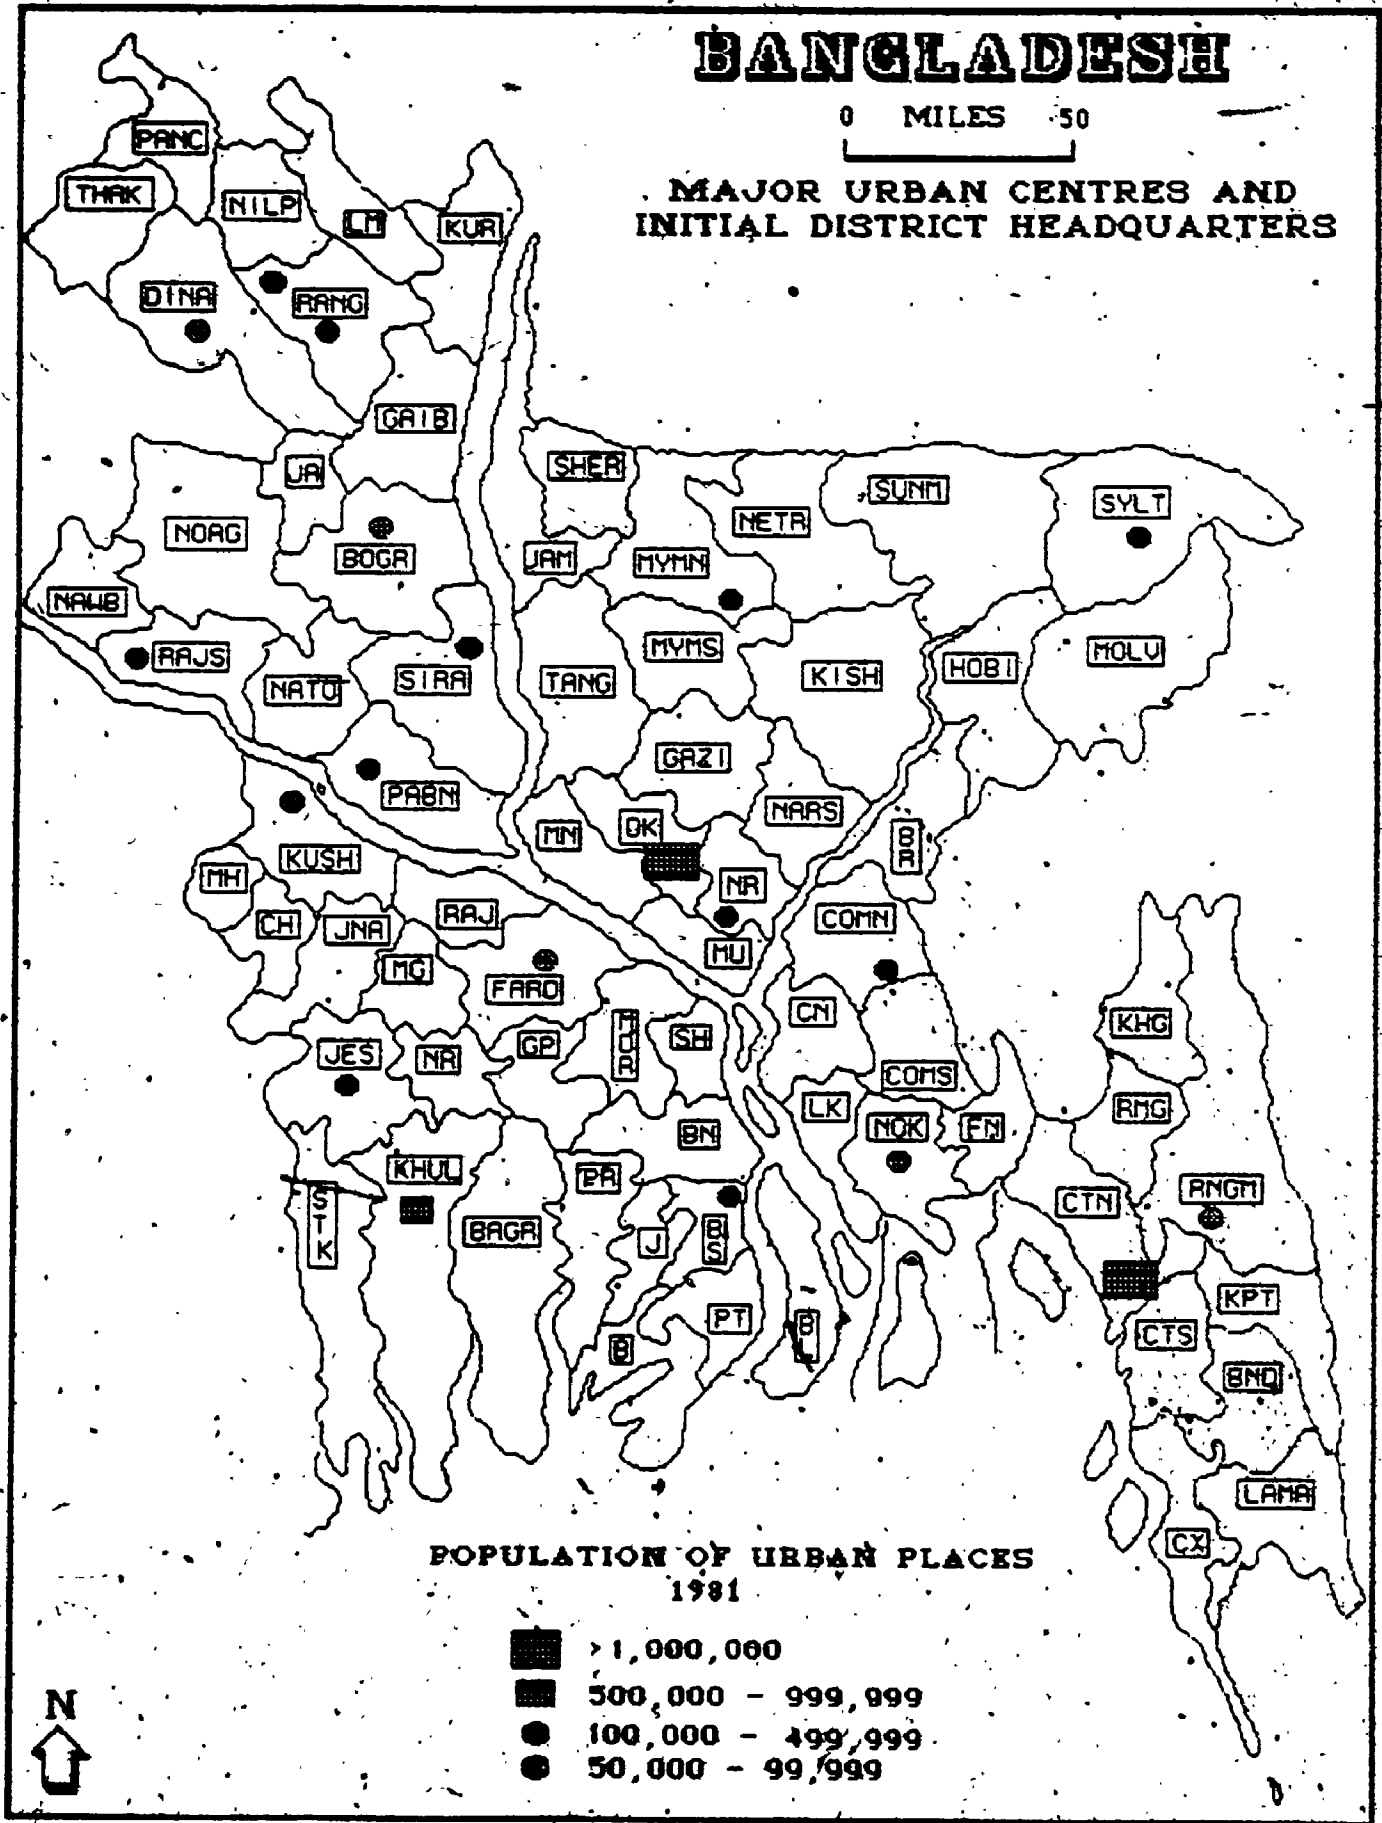 BANGLADESH
0 MILES 50
MAJOR URBAN CENTRES AND
INITIAL DISTRICT HEADQUARTERS
PANC
THAK
NILP
LM
KUR
DINA
RANG
GAIB
JA
SHER
SUNM
SYLT
NOAG
BOGR
NETR
JAM
MYMN
NAWB
RAJS
MYMS
MOLV
NATO
SIRA
TANG
KISH
HOBI
GAZI
PABN
NARS
MN
DK
BR
KUSH
MH
NR
CH
JNA
RAJ
COMN
MG
MU
FARD
CN
KHG
JES
NR
GP
MDR
SH
COMS
LK
RMG
BN
NOK
FN
KHUL
PR
STK
BAGR
J
BS
CTN
RNGM
PT
B
BL
KPT
CTS
BND
LAMA
CX
POPULATION OF URBAN PLACES
1981
>1,000,000
500,000 - 999,999
100,000 - 499,999
50,000 - 99,999
N